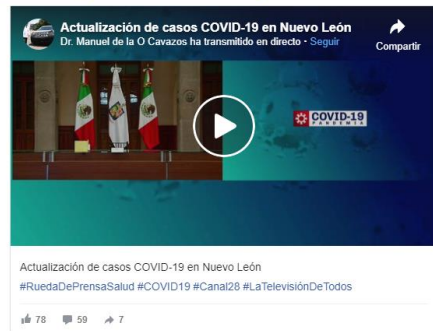 Actualización de casos COVID-19 en Nuevo León
Dr. Manuel de la O Cavazos ha transmitido en directo · Seguir
Compartir
COVID-19
PANDEMIA
Actualización de casos COVID-19 en Nuevo León
#RuedaDePrensaSalud #COVID19 #Canal28 #LaTelevisiónDeTodos
78 59 7